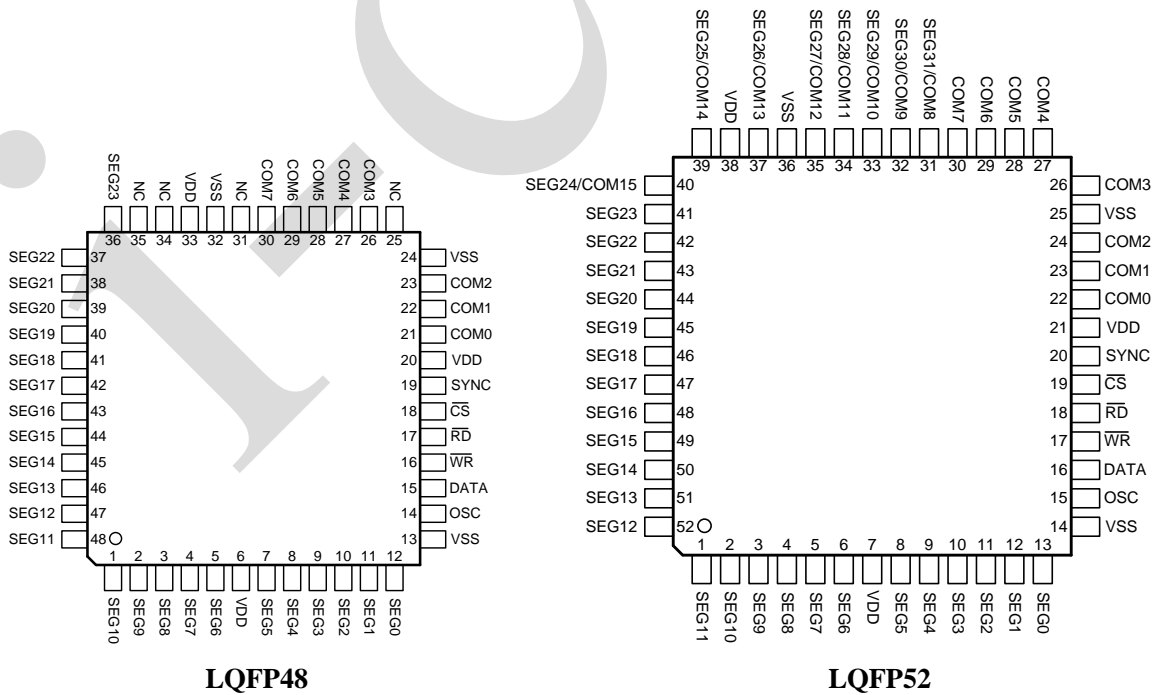 SEG23
NC
NC
VDD
VSS
NC
COM7
COM6
COM5
COM4
COM3
NC
36 35 34 33 32 31 30 29 28 27 26 25
SEG22 37
SEG21 38
SEG20 39
SEG19 40
SEG18 41
SEG17 42
SEG16 43
SEG15 44
SEG14 45
SEG13 46
SEG12 47
SEG11 48
24 VSS
23 COM2
22 COM1
21 COM0
20 VDD
19 SYNC
18 CS
17 RD
16 WR
15 DATA
14 OSC
13 VSS
1 2 3 4 5 6 7 8 9 10 11 12
SEG10
SEG9
SEG8
SEG7
SEG6
VDD
SEG5
SEG4
SEG3
SEG2
SEG1
SEG0
LQFP48
SEG25/COM14
VDD
SEG26/COM13
VSS
SEG27/COM12
SEG28/COM11
SEG29/COM10
SEG30/COM9
SEG31/COM8
COM7
COM6
COM5
COM4
39 38 37 36 35 34 33 32 31 30 29 28 27
SEG24/COM15 40
SEG23 41
SEG22 42
SEG21 43
SEG20 44
SEG19 45
SEG18 46
SEG17 47
SEG16 48
SEG15 49
SEG14 50
SEG13 51
SEG12 52
26 COM3
25 VSS
24 COM2
23 COM1
22 COM0
21 VDD
20 SYNC
19 CS
18 RD
17 WR
16 DATA
15 OSC
14 VSS
1 2 3 4 5 6 7 8 9 10 11 12 13
SEG11
SEG10
SEG9
SEG8
SEG7
SEG6
VDD
SEG5
SEG4
SEG3
SEG2
SEG1
SEG0
LQFP52